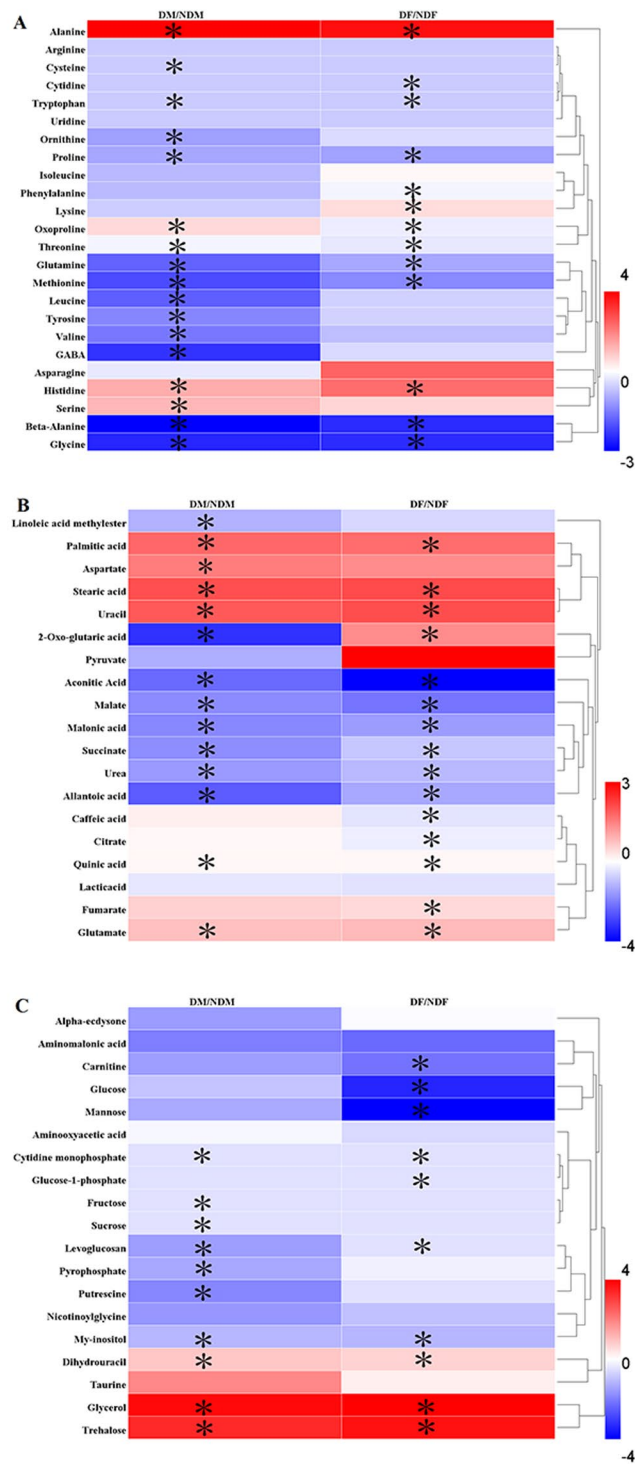 A
DM/NDM DF/NDF
Alanine
Arginine
Cysteine
Cytidine
Tryptophan
Uridine
Ornithine
Proline
Isoleucine
Phenylalanine
Lysine
Oxoproline
Threonine
Glutamine
Methionine
Leucine
Tyrosine
Valine
GABA
Asparagine
Histidine
Serine
Beta-Alanine
Glycine
4
0
-3
B
DM/NDM DF/NDF
Linoleic acid methylester
Palmitic acid
Aspartate
Stearic acid
Uracil
2-Oxo-glutaric acid
Pyruvate
Aconitic Acid
Malate
Malonic acid
Succinate
Urea
Allantoic acid
Caffeic acid
Citrate
Quinic acid
Lacticacid
Fumarate
Glutamate
3
0
-4
C
DM/NDM DF/NDF
Alpha-ecdysone
Aminomalonic acid
Carnitine
Glucose
Mannose
Aminooxyacetic acid
Cytidine monophosphate
Glucose-1-phosphate
Fructose
Sucrose
Levoglucosan
Pyrophosphate
Putrescine
Nicotinoylglycine
My-inositol
Dihydrouracil
Taurine
Glycerol
Trehalose
4
0
-4